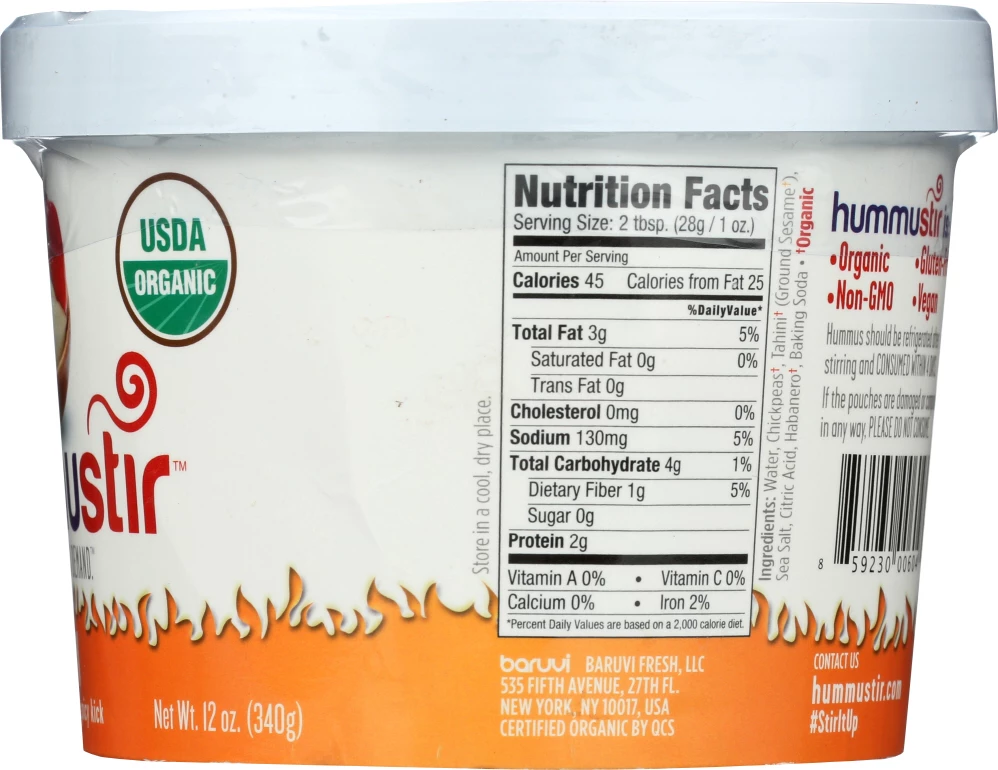 USDA
ORGANIC
stir™
Net Wt. 12 oz. (340g)
kick
Store in a cool, dry place.
Nutrition Facts
Serving Size: 2 tbsp. (28g / 1 oz.)
Amount Per Serving
Calories 45 Calories from Fat 25
%DailyValue*
Total Fat 3g 5%
Saturated Fat 0g 0%
Trans Fat 0g
Cholesterol 0mg 0%
Sodium 130mg 5%
Total Carbohydrate 4g 1%
Dietary Fiber 1g 5%
Sugar 0g
Protein 2g
Vitamin A 0% • Vitamin C 0%
Calcium 0% • Iron 2%
*Percent Daily Values are based on a 2,000 calorie diet.
Ingredients: Water, Chickpeas†, Tahini† (Ground Sesame†),
Sea Salt, Citric Acid, Habanero†, Baking Soda • †Organic
baruvi BARUVI FRESH, LLC
535 FIFTH AVENUE, 27TH FL.
NEW YORK, NY 10017, USA
CERTIFIED ORGANIC BY QCS
hummustir
•Organic
•Non-GMO •Vegan
Hummus should be refrigerated
stirring and CONSUMED WITHIN 4
If the pouches are damaged or
in any way, PLEASE DO NOT
8 59230 00604
CONTACT US
hummustir.com
#StirItUp